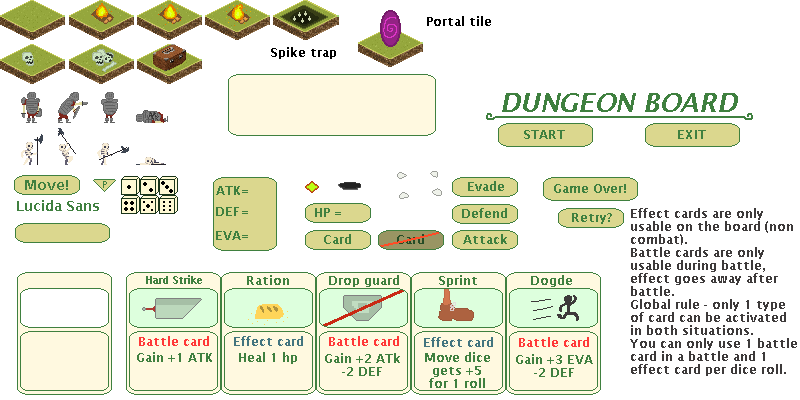 Portal tile
Spike trap
DUNGEON BOARD
START
EXIT
Move!
P
Lucida Sans
ATK=
DEF=
EVA=
HP =
Card
Card
Evade
Defend
Attack
Game Over!
Retry?
Effect cards are only
usable on the board (non
combat).
Battle cards are only
usable during battle,
effect goes away after
battle.
Global rule - only 1 type
of card can be activated
in both situations.
You can only use 1 battle
card in a battle and 1
effect card per dice roll.
Hard Strike
Battle card
Gain +1 ATK
Ration
Effect card
Heal 1 hp
Drop guard
Battle card
Gain +2 ATk
-2 DEF
Sprint
Effect card
Move dice
gets +5
for 1 roll
Dogde
Battle card
Gain +3 EVA
-2 DEF